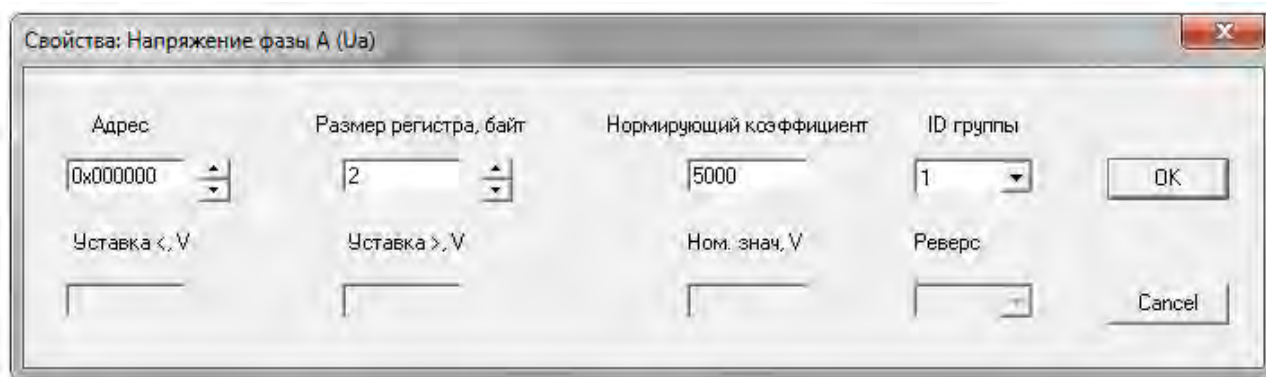 Свойства: Напряжение фазы A (Ua)
Адрес Размер регистра, байт Нормирующий коэффициент ID группы
0x000000 2 5000 1 OK
Уставка <, V Уставка >, V Ном. знач, V Реверс
Cancel